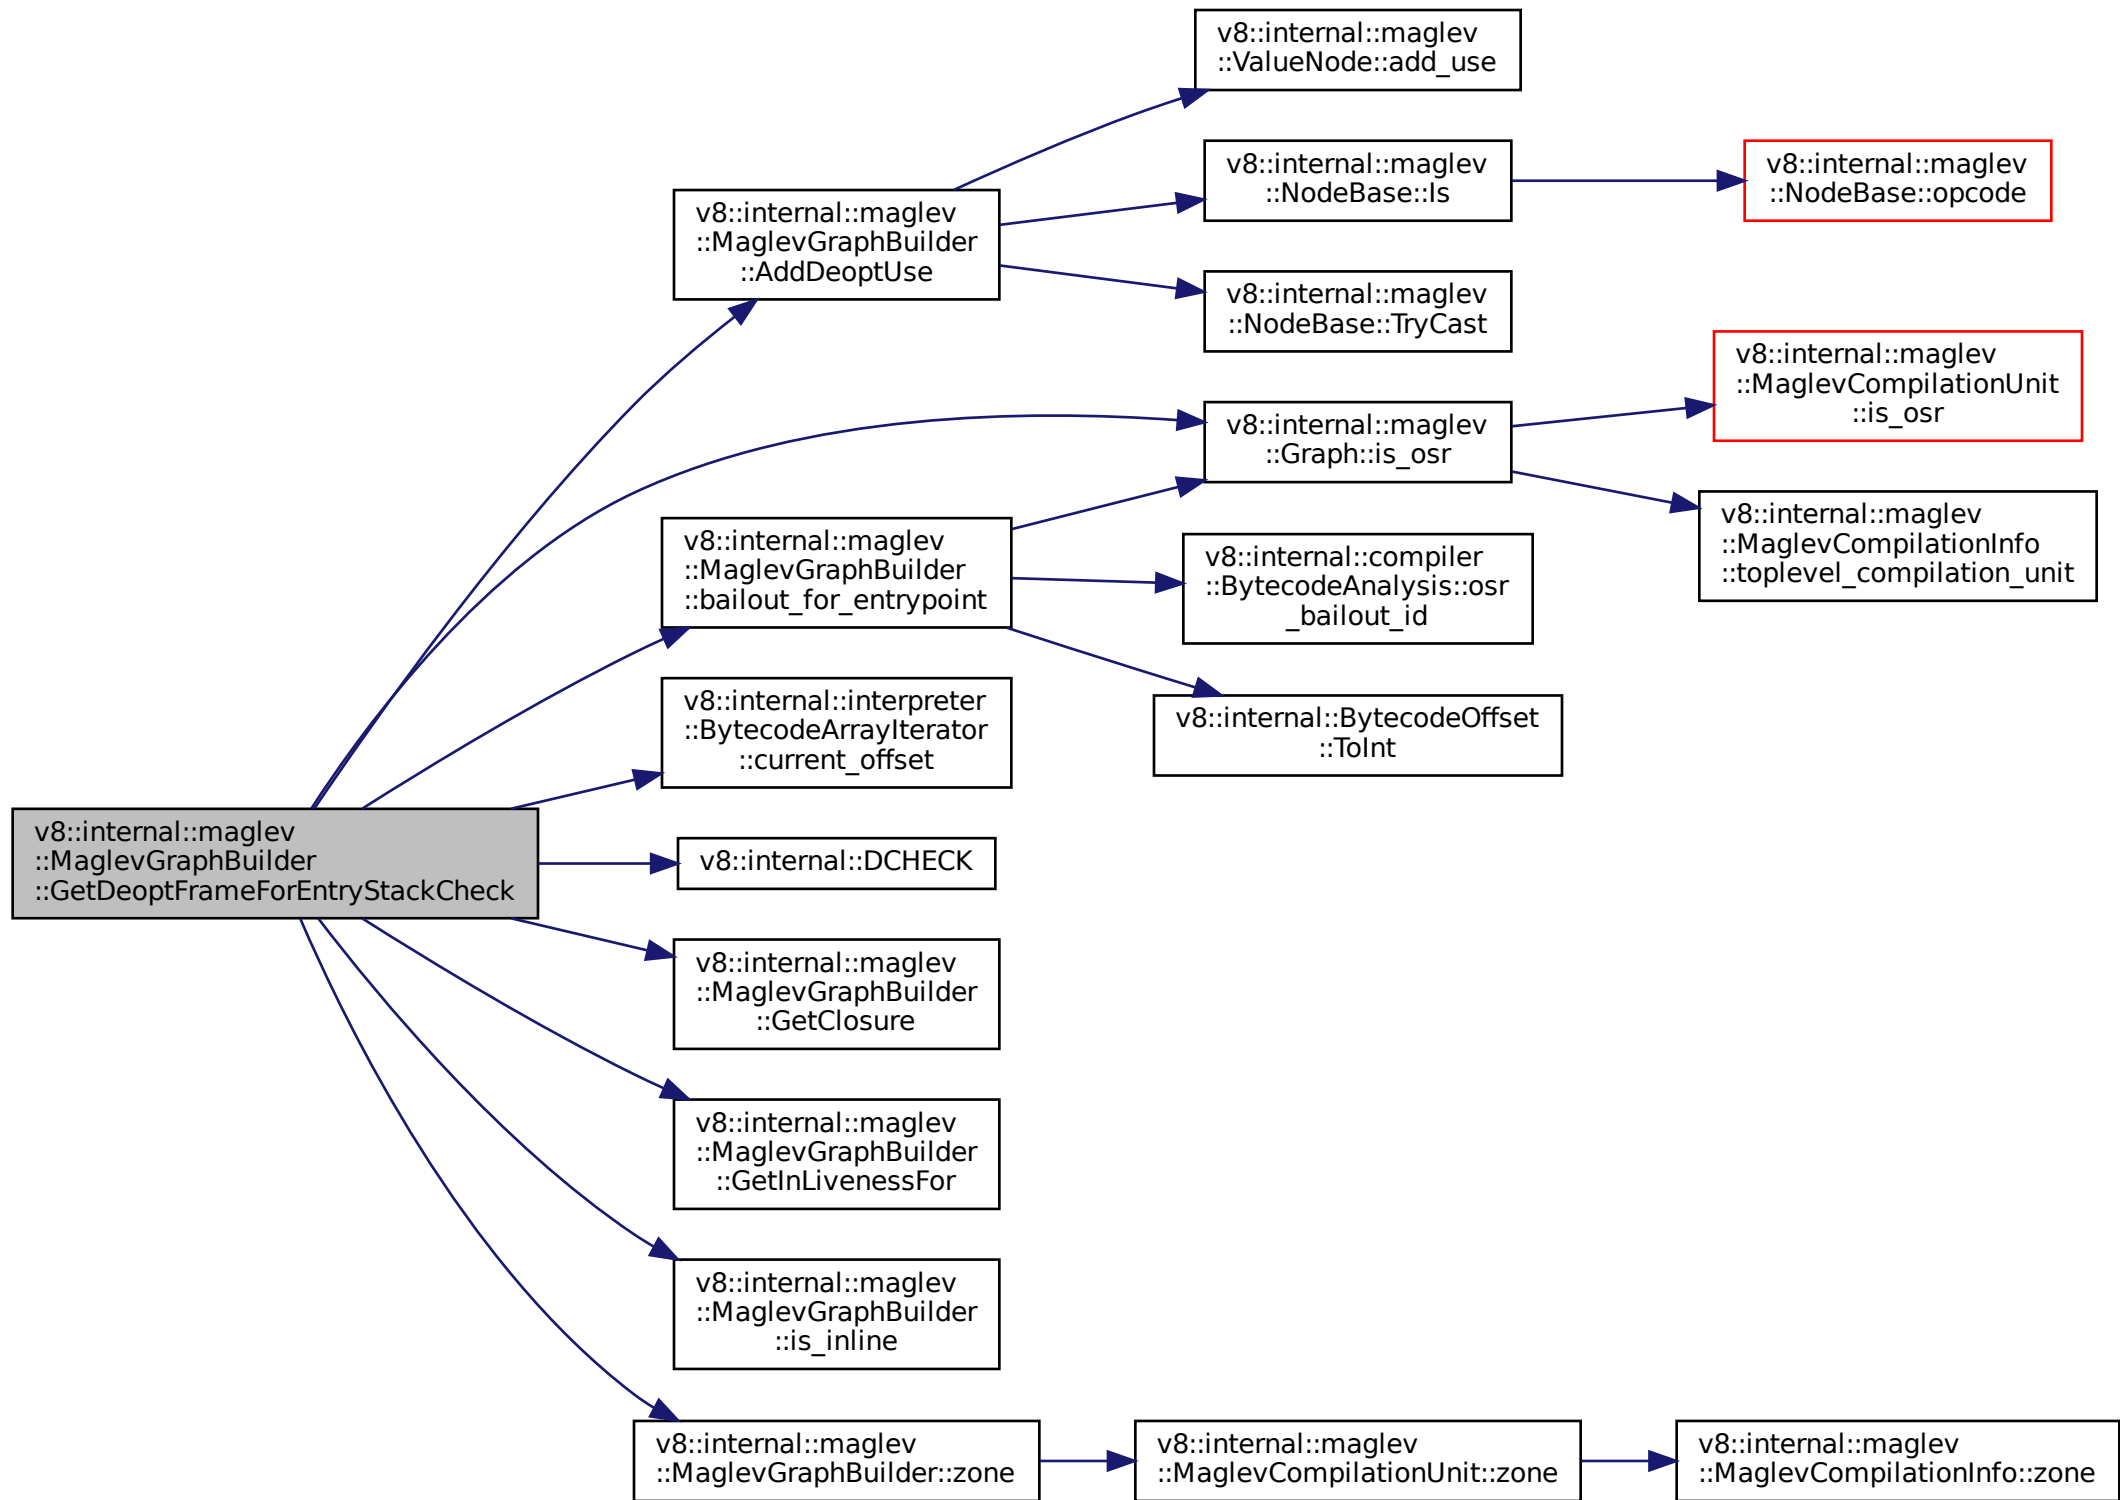 v8::internal::maglev
::MaglevGraphBuilder
::GetDeoptFrameForEntryStackCheck
v8::internal::maglev
::MaglevGraphBuilder
::AddDeoptUse
v8::internal::maglev
::ValueNode::add_use
v8::internal::maglev
::NodeBase::Is
v8::internal::maglev
::NodeBase::opcode
v8::internal::maglev
::NodeBase::TryCast
v8::internal::maglev
::Graph::is_osr
v8::internal::maglev
::MaglevCompilationUnit
::is_osr
v8::internal::maglev
::MaglevCompilationInfo
::toplevel_compilation_unit
v8::internal::maglev
::MaglevGraphBuilder
::bailout_for_entrypoint
v8::internal::compiler
::BytecodeAnalysis::osr
_bailout_id
v8::internal::BytecodeOffset
::ToInt
v8::internal::interpreter
::BytecodeArrayIterator
::current_offset
v8::internal::DCHECK
v8::internal::maglev
::MaglevGraphBuilder
::GetClosure
v8::internal::maglev
::MaglevGraphBuilder
::GetInLivenessFor
v8::internal::maglev
::MaglevGraphBuilder
::is_inline
v8::internal::maglev
::MaglevGraphBuilder::zone
v8::internal::maglev
::MaglevCompilationUnit::zone
v8::internal::maglev
::MaglevCompilationInfo::zone